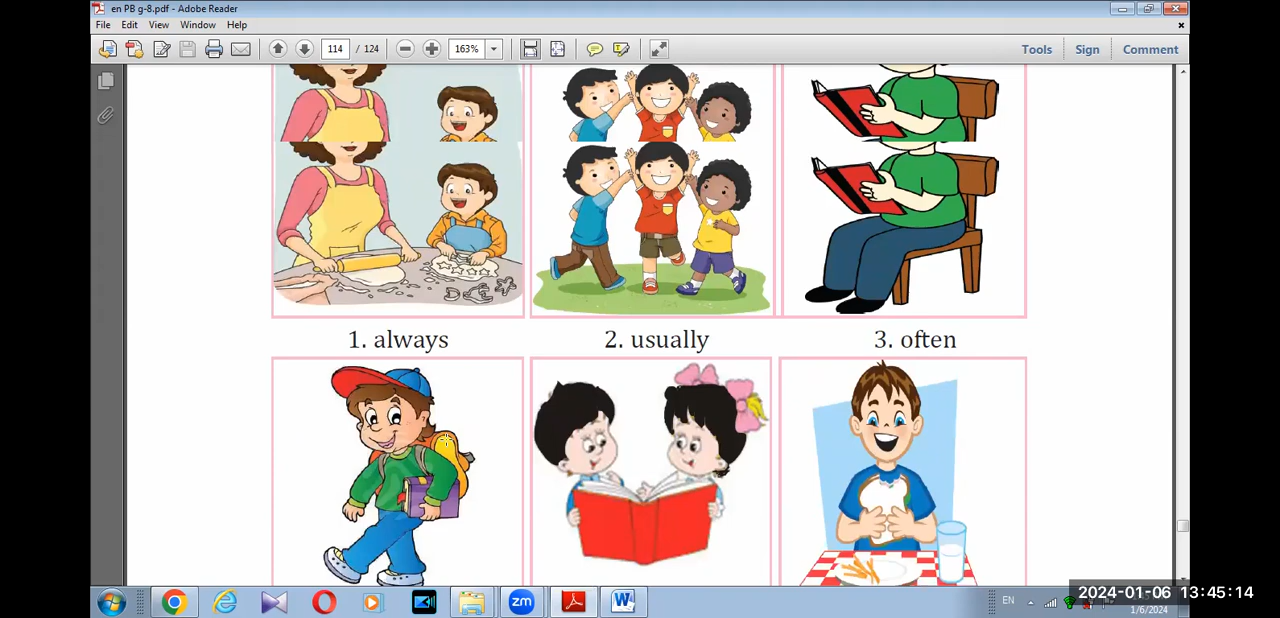 en PB g-8.pdf - Adobe Reader
File Edit View Window Help
114 / 124 163% Tools Sign Comment
1. always 2. usually 3. often
zm W
EN
2024-01-06 13:45:14
1/6/2024